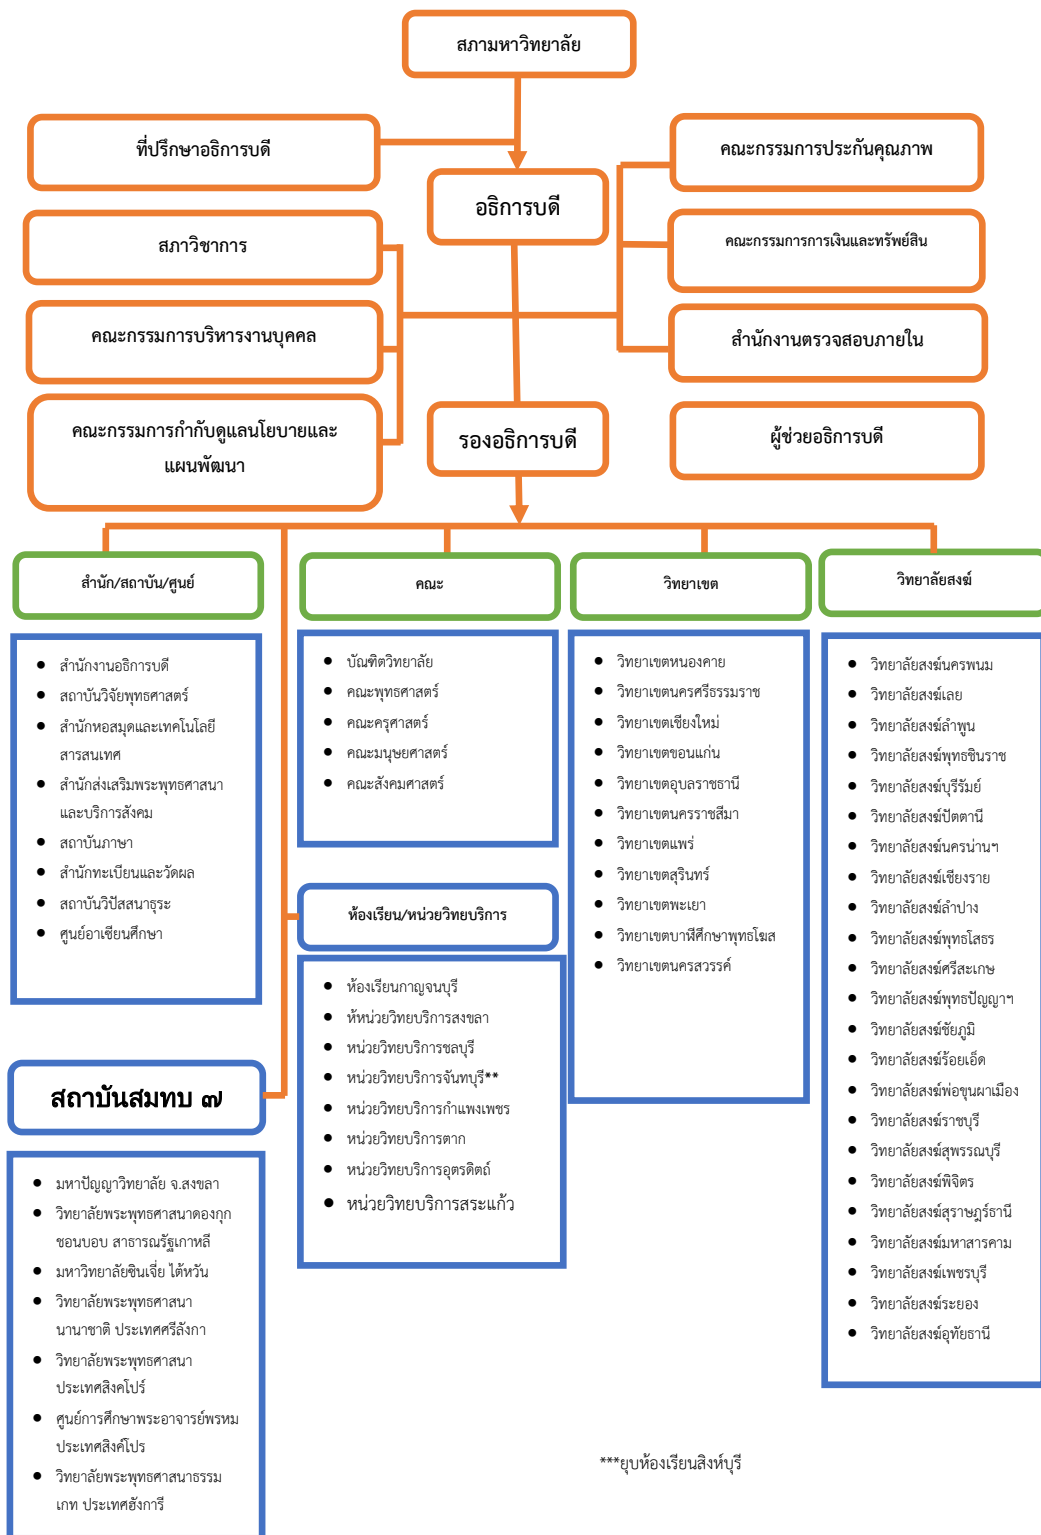 สภามหาวิทยาลัย
ที่ปรึกษาอธิการบดี
คณะกรรมการประกันคุณภาพ
อธิการบดี
สภาวิชาการ
คณะกรรมการการเงินและทรัพย์สิน
คณะกรรมการบริหารงานบุคคล
สำนักงานตรวจสอบภายใน
คณะกรรมการกำกับดูแลนโยบายและ
แผนพัฒนา
รองอธิการบดี
ผู้ช่วยอธิการบดี
สำนัก/สถาบัน/ศูนย์
● สำนักงานอธิการบดี
● สถาบันวิจัยพุทธศาสตร์
● สำนักหอสมุดและเทคโนโลยี
สารสนเทศ
● สำนักส่งเสริมพระพุทธศาสนา
และบริการสังคม
● สถาบันภาษา
● สำนักทะเบียนและวัดผล
● สถาบันวิปัสสนาธุระ
● ศูนย์อาเซียนศึกษา
คณะ
● บัณฑิตวิทยาลัย
● คณะพุทธศาสตร์
● คณะครุศาสตร์
● คณะมนุษยศาสตร์
● คณะสังคมศาสตร์
วิทยาเขต
● วิทยาเขตหนองคาย
● วิทยาเขตนครศรีธรรมราช
● วิทยาเขตเชียงใหม่
● วิทยาเขตขอนแก่น
● วิทยาเขตอุบลราชธานี
● วิทยาเขตนครราชสีมา
● วิทยาเขตแพร่
● วิทยาเขตสุรินทร์
● วิทยาเขตพะเยา
● วิทยาเขตบาฬีศึกษาพุทธโฆส
● วิทยาเขตนครสวรรค์
วิทยาลัยสงฆ์
● วิทยาลัยสงฆ์นครพนม
● วิทยาลัยสงฆ์เลย
● วิทยาลัยสงฆ์ลำพูน
● วิทยาลัยสงฆ์พุทธชินราช
● วิทยาลัยสงฆ์บุรีรัมย์
● วิทยาลัยสงฆ์ปัตตานี
● วิทยาลัยสงฆ์นครน่านฯ
● วิทยาลัยสงฆ์เชียงราย
● วิทยาลัยสงฆ์ลำปาง
● วิทยาลัยสงฆ์พุทธโสธร
● วิทยาลัยสงฆ์ศรีสะเกษ
● วิทยาลัยสงฆ์พุทธปัญญาฯ
● วิทยาลัยสงฆ์ชัยภูมิ
● วิทยาลัยสงฆ์ร้อยเอ็ด
● วิทยาลัยสงฆ์พ่อขุนผาเมือง
● วิทยาลัยสงฆ์ราชบุรี
● วิทยาลัยสงฆ์สุพรรณบุรี
● วิทยาลัยสงฆ์พิจิตร
● วิทยาลัยสงฆ์สุราษฎร์ธานี
● วิทยาลัยสงฆ์มหาสารคาม
● วิทยาลัยสงฆ์เพชรบุรี
● วิทยาลัยสงฆ์ระยอง
● วิทยาลัยสงฆ์อุทัยธานี
ห้องเรียน/หน่วยวิทยบริการ
● ห้องเรียนกาญจนบุรี
● ห้หน่วยวิทยบริการสงขลา
● หน่วยวิทยบริการชลบุรี
● หน่วยวิทยบริการจันทบุรี**
● หน่วยวิทยบริการกำแพงเพชร
● หน่วยวิทยบริการตาก
● หน่วยวิทยบริการอุตรดิตถ์
● หน่วยวิทยบริการสระแก้ว
สถาบันสมทบ ๗
● มหาปัญญาวิทยาลัย จ.สงขลา
● วิทยาลัยพระพุทธศาสนาดองกุก
ชอนบอบ สาธารณรัฐเกาหลี
● มหาวิทยาลัยซินเจี่ย ไต้หวัน
● วิทยาลัยพระพุทธศาสนา
นานาชาติ ประเทศศรีลังกา
● วิทยาลัยพระพุทธศาสนา
ประเทศสิงคโปร์
● ศูนย์การศึกษาพระอาจารย์พรหม
ประเทศสิงค์โปร
● วิทยาลัยพระพุทธศาสนาธรรม
เกท ประเทศฮังการี
***ยุบห้องเรียนสิงห์บุรี